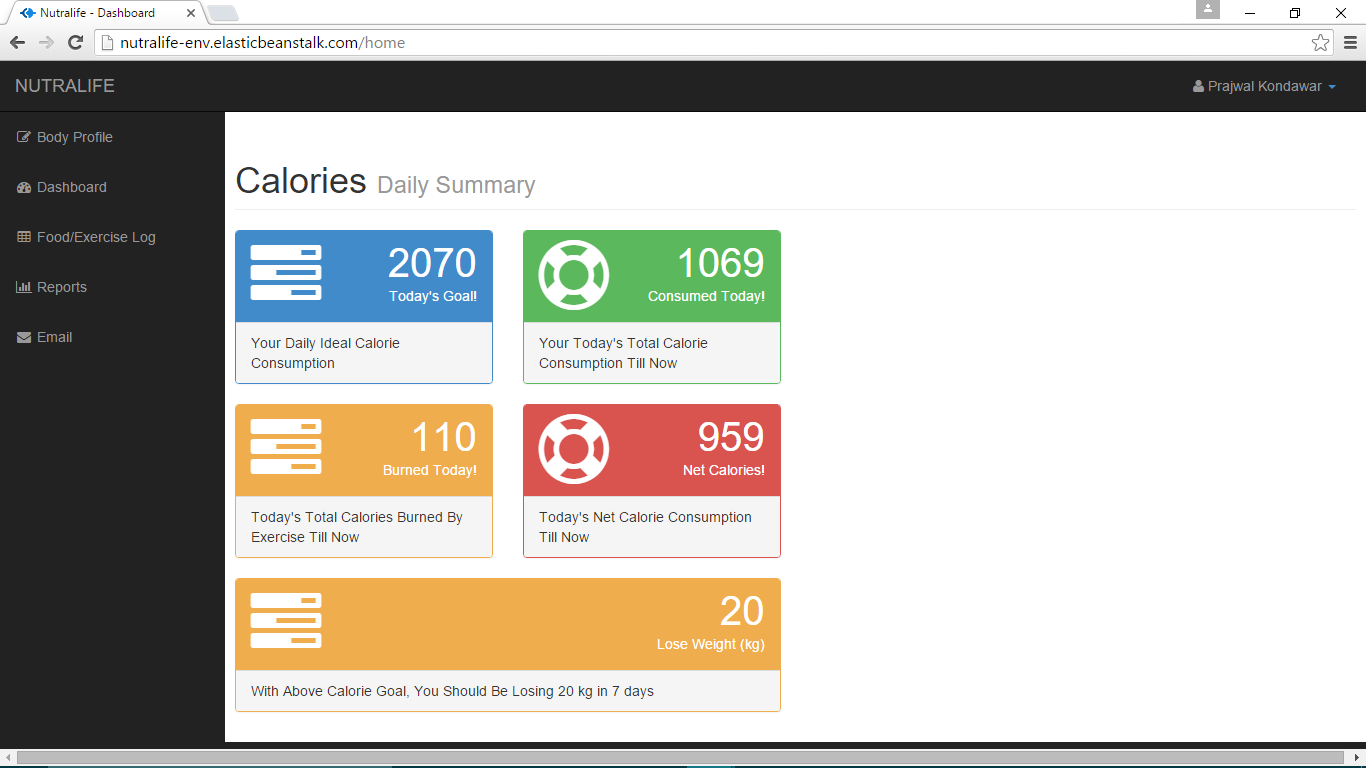 Nutralife - Dashboard
nutralife-env.elasticbeanstalk.com/home
NUTRALIFE
Prajwal Kondawar
Body Profile
Dashboard
Food/Exercise Log
Reports
Email
Calories Daily Summary
2070
Today's Goal!
Your Daily Ideal Calorie
Consumption
1069
Consumed Today!
Your Today's Total Calorie
Consumption Till Now
110
Burned Today!
Today's Total Calories Burned By
Exercise Till Now
959
Net Calories!
Today's Net Calorie Consumption
Till Now
20
Lose Weight (kg)
With Above Calorie Goal, You Should Be Losing 20 kg in 7 days